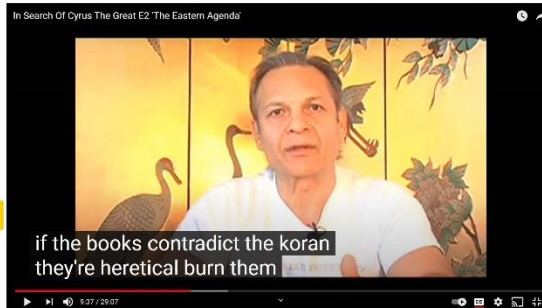 In Search Of Cyrus The Great E2 'The Eastern Agenda'
if the books contradict the koran
they're heretical burn them
9:37 / 29:07